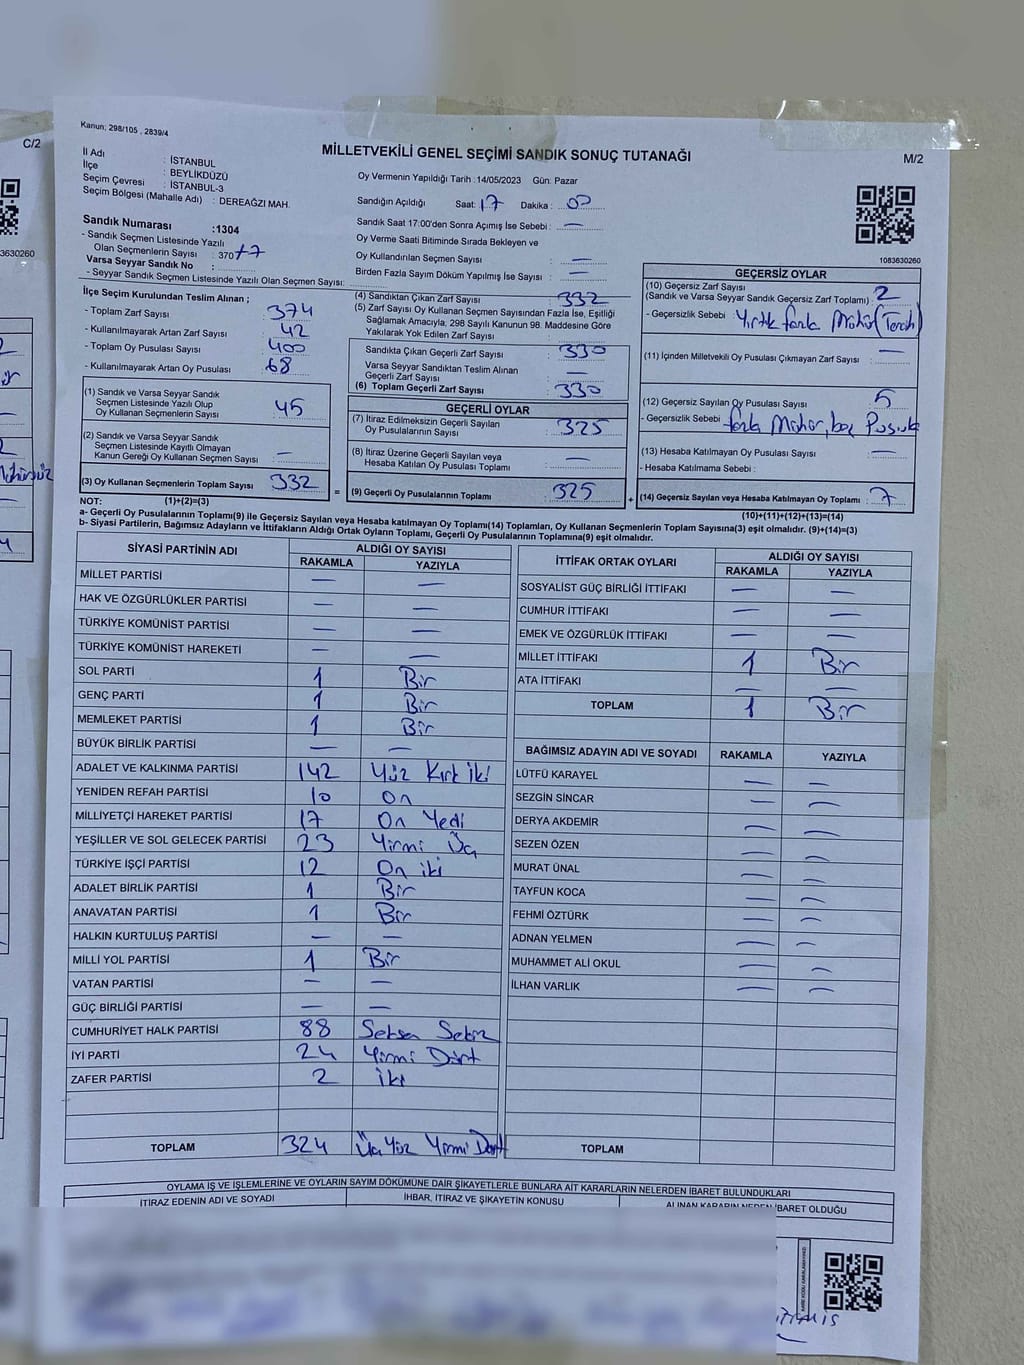 Kanun; 298/105 , 2839/4
C/2
MİLLETVEKİLİ GENEL SEÇİMİ SANDIK SONUÇ TUTANAĞI
M/2
İl Adı : İSTANBUL
İlçe : BEYLİKDÜZÜ
Seçim Çevresi : İSTANBUL-3
Seçim Bölgesi (Mahalle Adı) : DEREAĞZI MAH.
Oy Vermenin Yapıldığı Tarih :14/05/2023 Gün: Pazar
Sandığın Açıldığı Saat: 17 Dakika : 00
Sandık Saat 17:00'den Sonra Açımış İse Sebebi : —
Oy Verme Saati Bitiminde Sırada Bekleyen ve
Oy Kullandırılan Seçmen Sayısı : —
Birden Fazla Sayım Döküm Yapılmış İse Sayısı : —
Sandık Numarası :1304
- Sandık Seçmen Listesinde Yazılı
Olan Seçmenlerin Sayısı : 370+7
Varsa Seyyar Sandık No :
- Seyyar Sandık Seçmen Listesinde Yazılı Olan Seçmen Sayısı:
3630260
1083630260
İlçe Seçim Kurulundan Teslim Alınan ;
- Toplam Zarf Sayısı : 374
- Kullanılmayarak Artan Zarf Sayısı : 42
- Toplam Oy Pusulası Sayısı : 400
- Kullanılmayarak Artan Oy Pusulası : 68
(1) Sandık ve Varsa Seyyar Sandık
Seçmen Listesinde Yazılı Olup
Oy Kullanan Seçmenlerin Sayısı : 45
(2) Sandık ve Varsa Seyyar Sandık
Seçmen Listesinde Kayıtlı Olmayan
Kanun Gereği Oy Kullanan Seçmen Sayısı : —
(3) Oy Kullanan Seçmenlerin Toplam Sayısı : 332
(4) Sandıktan Çıkan Zarf Sayısı : 332
(5) Zarf Sayısı Oy Kullanan Seçmen Sayısından Fazla İse, Eşitliği
Sağlamak Amacıyla, 298 Sayılı Kanunun 98. Maddesine Göre
Yakılarak Yok Edilen Zarf Sayısı :
Sandıkta Çıkan Geçerli Zarf Sayısı : 330
Varsa Seyyar Sandıktan Teslim Alınan
Geçerli Zarf Sayısı : —
(6) Toplam Geçerli Zarf Sayısı : 330
GEÇERLİ OYLAR
(7) İtiraz Edilmeksizin Geçerli Sayılan
Oy Pusulalarının Sayısı : 325
(8) İtiraz Üzerine Geçerli Sayılan veya
Hesaba Katılan Oy Pusulası Toplamı : —
= (9) Geçerli Oy Pusulalarının Toplamı : 325
GEÇERSİZ OYLAR
(10) Geçersiz Zarf Sayısı
(Sandık ve Varsa Seyyar Sandık Geçersiz Zarf Toplamı) : 2
- Geçersizlik Sebebi : Yırtık fazla Mühür
(11) İçinden Milletvekili Oy Pusulası Çıkmayan Zarf Sayısı : —
(12) Geçersiz Sayılan Oy Pusulası Sayısı : 5
- Geçersizlik Sebebi : fazla Mühür, boş Pusula
(13) Hesaba Katılmayan Oy Pusulası Sayısı : —
- Hesaba Katılmama Sebebi :
+ (14) Geçersiz Sayılan veya Hesaba Katılmayan Oy Toplamı : 7
NOT: (1)+(2)=(3)
(10)+(11)+(12)+(13)=(14)
a- Geçerli Oy Pusulalarının Toplamı(9) ile Geçersiz Sayılan veya Hesaba katılmayan Oy Toplamı(14) Toplamları, Oy Kullanan Seçmenlerin Toplam Sayısına(3) eşit olmalıdır. (9)+(14)=(3)
b- Siyasi Partilerin, Bağımsız Adayların ve İttifakların Aldığı Ortak Oyların Toplamı, Geçerli Oy Pusulalarının Toplamına(9) eşit olmalıdır.
SİYASİ PARTİNİN ADI ALDIĞI OY SAYISI
RAKAMLA YAZIYLA
MİLLET PARTİSİ — —
HAK VE ÖZGÜRLÜKLER PARTİSİ — —
TÜRKİYE KOMÜNİST PARTİSİ — —
TÜRKİYE KOMÜNİST HAREKETİ — —
SOL PARTİ 1 Bir
GENÇ PARTİ 1 Bir
MEMLEKET PARTİSİ 1 Bir
BÜYÜK BİRLİK PARTİSİ — —
ADALET VE KALKINMA PARTİSİ 142 Yüz Kırk iki
YENİDEN REFAH PARTİSİ 10 On
MİLLİYETÇİ HAREKET PARTİSİ 17 On Yedi
YEŞİLLER VE SOL GELECEK PARTİSİ 23 Yirmi Üç
TÜRKİYE İŞÇİ PARTİSİ 12 On iki
ADALET BİRLİK PARTİSİ 1 Bir
ANAVATAN PARTİSİ 1 Bir
HALKIN KURTULUŞ PARTİSİ — —
MİLLİ YOL PARTİSİ 1 Bir
VATAN PARTİSİ — —
GÜÇ BİRLİĞİ PARTİSİ — —
CUMHURİYET HALK PARTİSİ 88 Seksen Sekiz
İYİ PARTİ 24 Yirmi Dört
ZAFER PARTİSİ 2 iki
TOPLAM 324 Üç Yüz Yirmi Dört
İTTİFAK ORTAK OYLARI ALDIĞI OY SAYISI
RAKAMLA YAZIYLA
SOSYALİST GÜÇ BİRLİĞİ İTTİFAKI — —
CUMHUR İTTİFAKI — —
EMEK VE ÖZGÜRLÜK İTTİFAKI — —
MİLLET İTTİFAKI 1 Bir
ATA İTTİFAKI — —
TOPLAM 1 Bir
BAĞIMSIZ ADAYIN ADI VE SOYADI RAKAMLA YAZIYLA
LÜTFÜ KARAYEL — —
SEZGİN SİNCAR — —
DERYA AKDEMİR — —
SEZEN ÖZEN — —
MURAT ÜNAL — —
TAYFUN KOCA — —
FEHMİ ÖZTÜRK — —
ADNAN YELMEN — —
MUHAMMET ALİ OKUL — —
İLHAN VARLIK — —
TOPLAM
OYLAMA İŞ VE İŞLEMLERİNE VE OYLARIN SAYIM DÖKÜMÜNE DAİR ŞİKAYETLERLE BUNLARA AİT KARARLARIN NELERDEN İBARET BULUNDUKLARI
İTİRAZ EDENİN ADI VE SOYADI İHBAR, İTİRAZ VE ŞİKAYETİN KONUSU ALINAN KARARIN NEDEN İBARET OLDUĞU